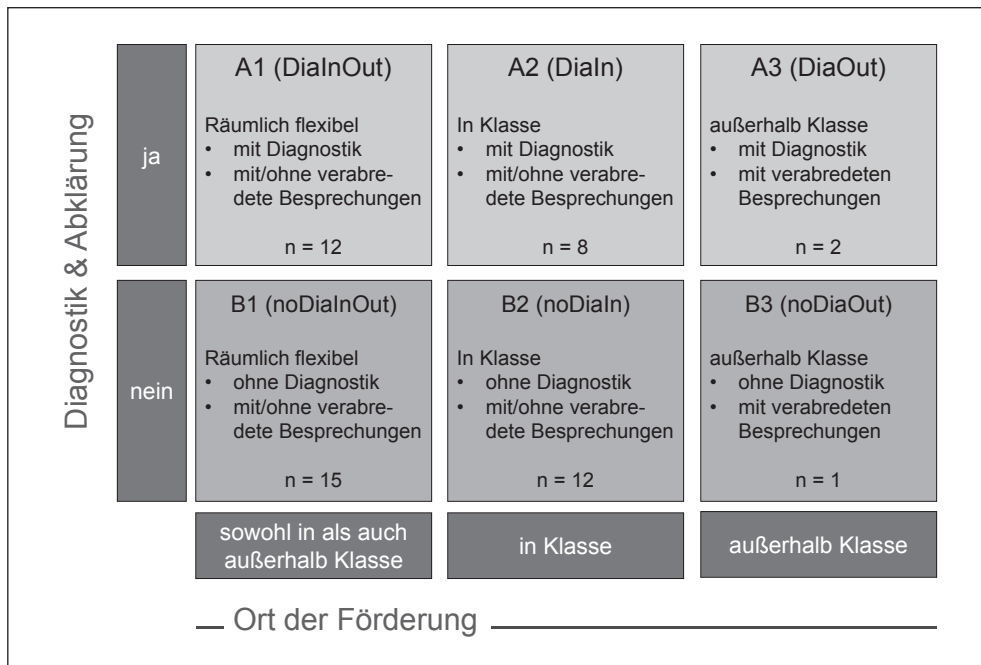 Diagnostik & Abklärung
ja
A1 (DiaInOut)
Räumlich flexibel
• mit Diagnostik
• mit/ohne verabre-
dete Besprechungen
n = 12
A2 (DiaIn)
In Klasse
• mit Diagnostik
• mit/ohne verabre-
dete Besprechungen
n = 8
A3 (DiaOut)
außerhalb Klasse
• mit Diagnostik
• mit verabredeten
Besprechungen
n = 2
nein
B1 (noDiaInOut)
Räumlich flexibel
• ohne Diagnostik
• mit/ohne verabre-
dete Besprechungen
n = 15
B2 (noDiaIn)
In Klasse
• ohne Diagnostik
• mit/ohne verabre-
dete Besprechungen
n = 12
B3 (noDiaOut)
außerhalb Klasse
• ohne Diagnostik
• mit verabredeten
Besprechungen
n = 1
sowohl in als auch
außerhalb Klasse
in Klasse
außerhalb Klasse
Ort der Förderung